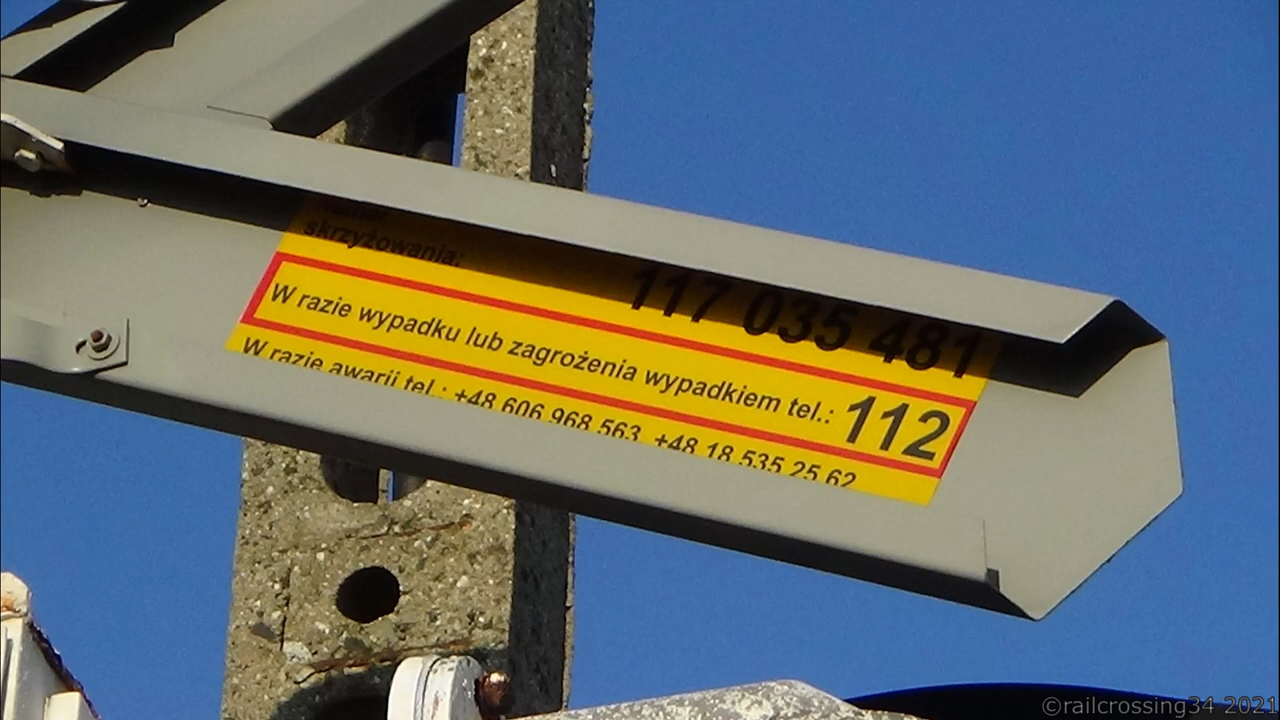 numer
skrzyżowania:
117 035 481
W razie wypadku lub zagrożenia wypadkiem tel.: 112
W razie awarii tel.: +48 606 968 563, +48 18 535 25 62
©railcrossing34 2021